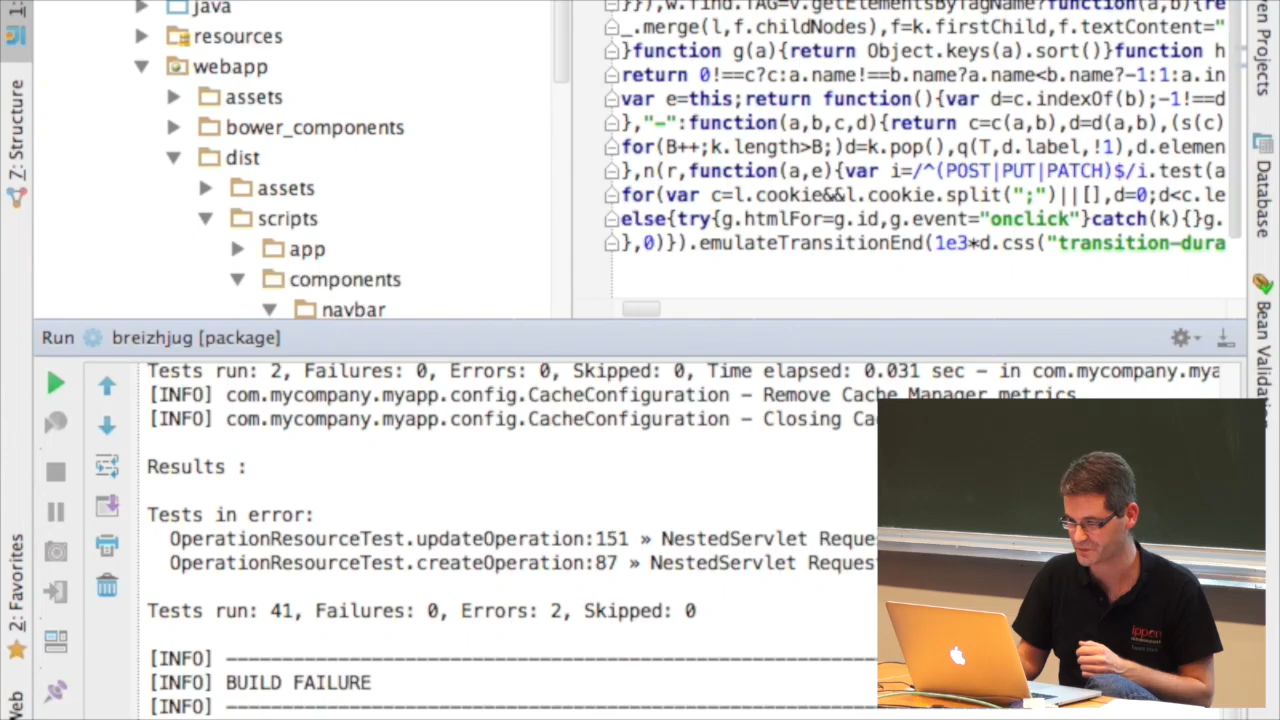 java
resources
webapp
assets
bower_components
dist
assets
scripts
app
components
navbar
1:
Z: Structure
2: Favorites
Web
}}),w.find.TAG=v.getElementsByTagName?function(a,b){re
_.merge(l,f.childNodes),f=k.firstChild,f.textContent="
}function g(a){return Object.keys(a).sort()}function h
return 0!==c?c:a.name!==b.name?a.name<b.name?-1:1:a.in
var e=this;return function(){var d=c.indexOf(b);-1!==d
},"-":function(a,b,c,d){return c=c(a,b),d=d(a,b),(s(c)
for(B++;k.length>B;)d=k.pop(),q(T,d.label,!1),d.elemen
},n(r,function(a,e){var i=/^(POST|PUT|PATCH)$/i.test(a
for(var c=l.cookie&&l.cookie.split(";")||[],d=0;d<c.le
else{try{g.htmlFor=g.id,g.event="onclick"}catch(k){}g.
},0)}).emulateTransitionEnd(1e3*d.css("transition-dura
ven Projects
Database
Bean Validatio
Run breizhjug [package]
Tests run: 2, Failures: 0, Errors: 0, Skipped: 0, Time elapsed: 0.031 sec - in com.mycompany.mya
[INFO] com.mycompany.myapp.config.CacheConfiguration - Remove Cache Manager metrics
[INFO] com.mycompany.myapp.config.CacheConfiguration - Closing Ca
Results :
Tests in error:
OperationResourceTest.updateOperation:151 » NestedServlet Reque
OperationResourceTest.createOperation:87 » NestedServlet Request
Tests run: 41, Failures: 0, Errors: 2, Skipped: 0
[INFO] ------------------------------------------------------------------------
[INFO] BUILD FAILURE
[INFO] ------------------------------------------------------------------------
ippon